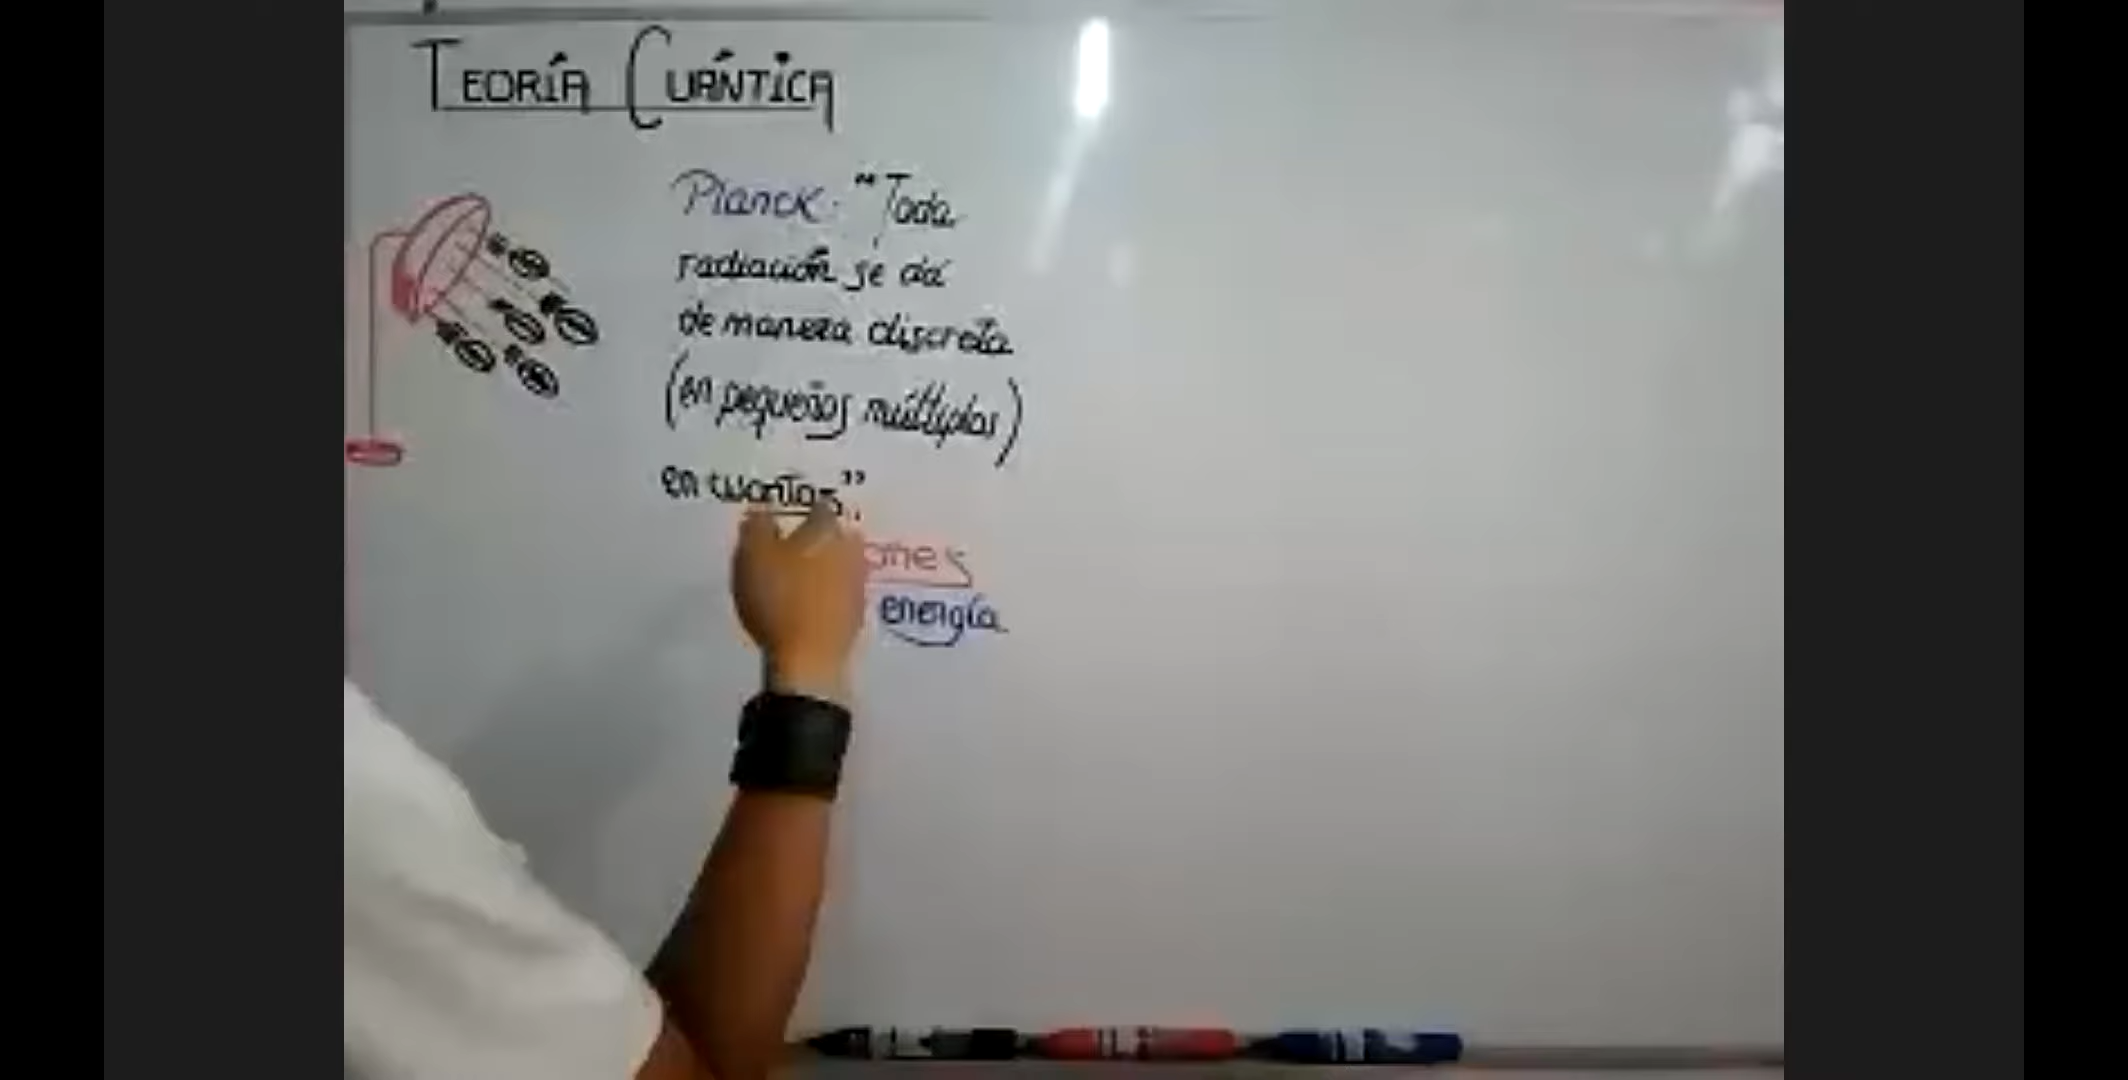 TEORÍA CUÁNTICA
Planck: "Toda
radiación se da
de manera discreta
(en pequeños múltiplos)
en cuantos"
energía